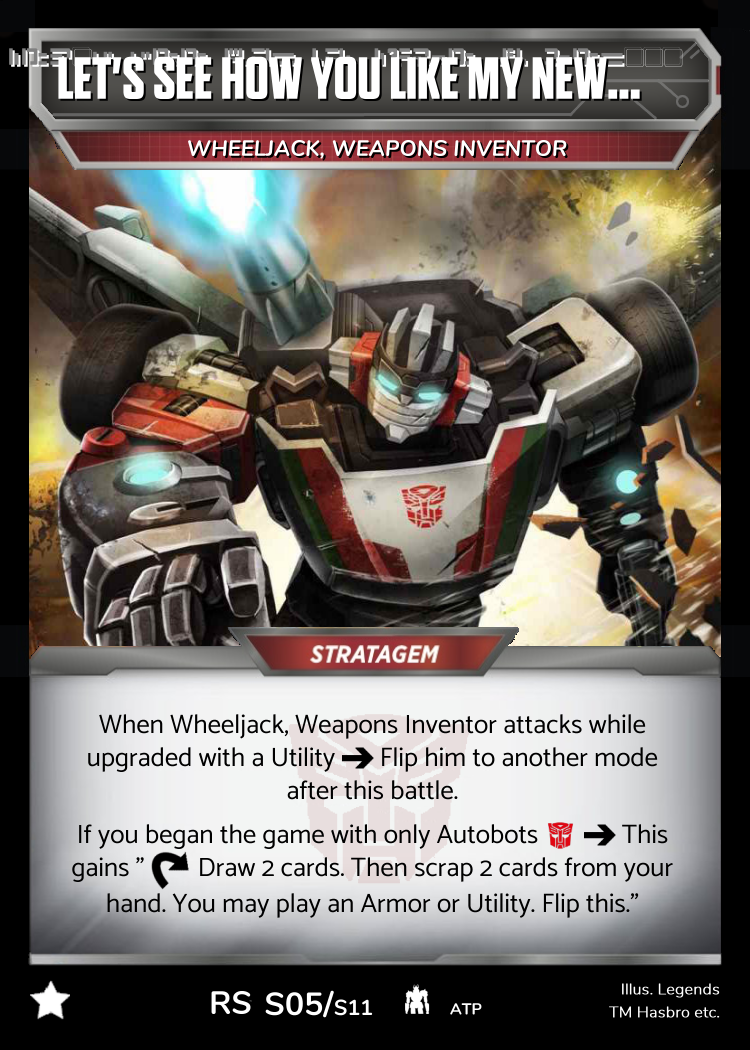 LET'S SEE HOW YOU LIKE MY NEW...
WHEELJACK, WEAPONS INVENTOR
STRATAGEM
When Wheeljack, Weapons Inventor attacks while
upgraded with a Utility ➔ Flip him to another mode
after this battle.
If you began the game with only Autobots ➔ This
gains ” Draw 2 cards. Then scrap 2 cards from your
hand. You may play an Armor or Utility. Flip this.”
RS S05/S11 ATP
Illus. Legends
TM Hasbro etc.